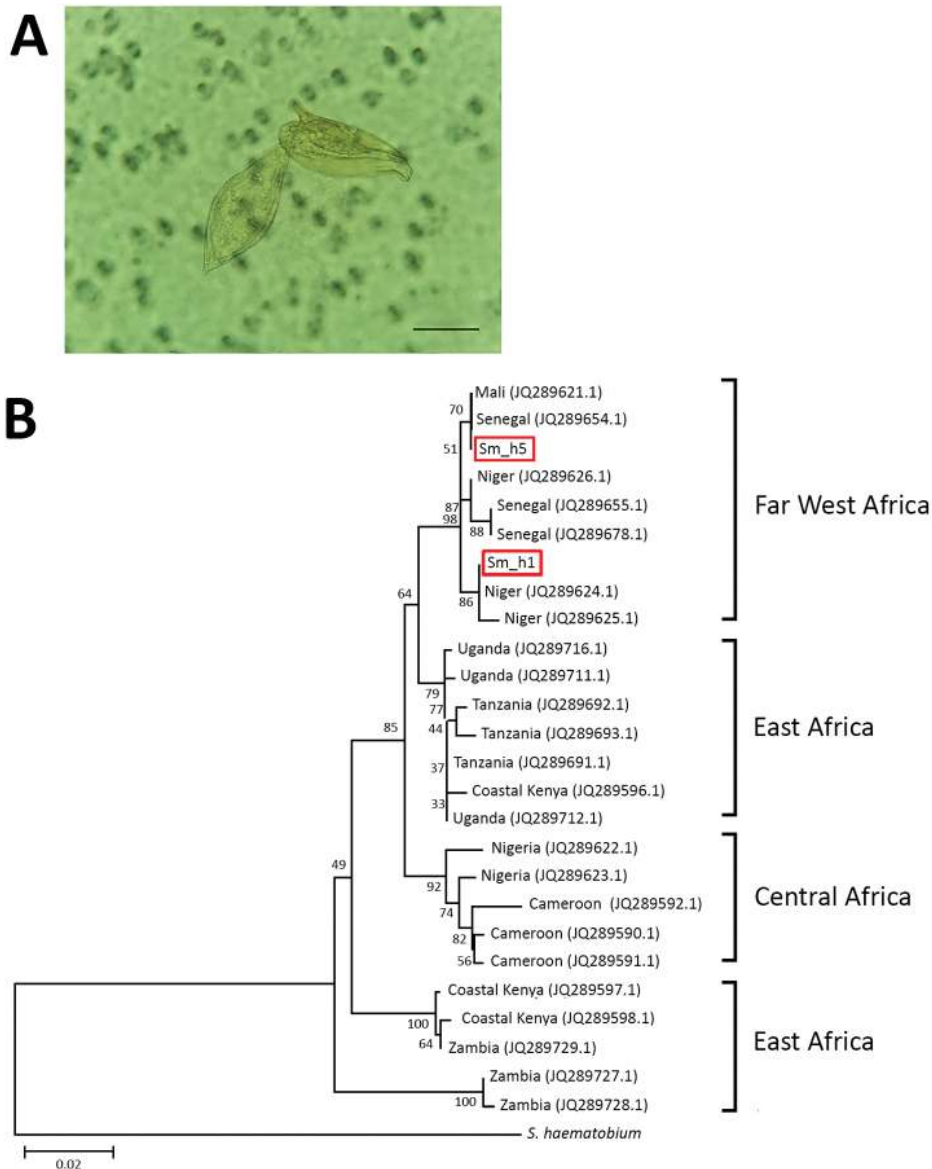 A
B
70
Mali (JQ289621.1)
Senegal (JQ289654.1)
51
Sm_h5
Niger (JQ289626.1)
87
98
Senegal (JQ289655.1)
88
Senegal (JQ289678.1)
Sm_h1
86
Niger (JQ289624.1)
Niger (JQ289625.1)
Far West Africa
64
Uganda (JQ289716.1)
Uganda (JQ289711.1)
79
77
Tanzania (JQ289692.1)
44
Tanzania (JQ289693.1)
37
Tanzania (JQ289691.1)
Coastal Kenya (JQ289596.1)
33
Uganda (JQ289712.1)
East Africa
85
Nigeria (JQ289622.1)
92
Nigeria (JQ289623.1)
74
Cameroon (JQ289592.1)
82
Cameroon (JQ289590.1)
56
Cameroon (JQ289591.1)
Central Africa
49
Coastal Kenya (JQ289597.1)
100
Coastal Kenya (JQ289598.1)
64
Zambia (JQ289729.1)
Zambia (JQ289727.1)
100
Zambia (JQ289728.1)
East Africa
S. haematobium
0.02